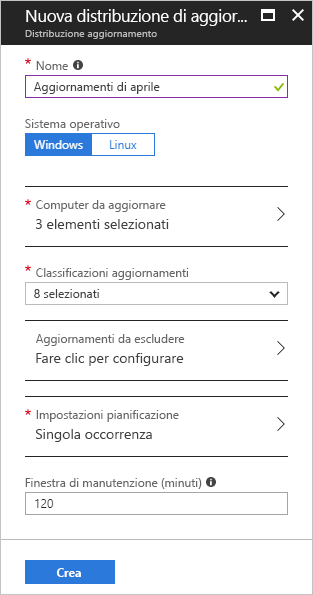 Nuova distribuzione di aggior...
Distribuzione aggiornamento
* Nome
Aggiornamenti di aprile
Sistema operativo
Windows Linux
* Computer da aggiornare
3 elementi selezionati
* Classificazioni aggiornamenti
8 selezionati
Aggiornamenti da escludere
Fare clic per configurare
* Impostazioni pianificazione
Singola occorrenza
Finestra di manutenzione (minuti)
120
Crea